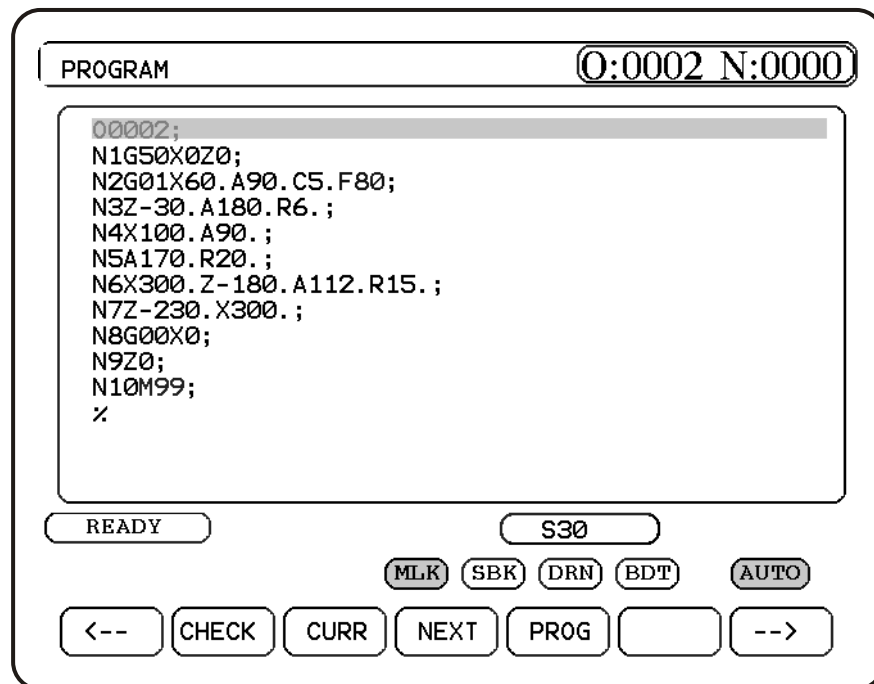 PROGRAM O:0002 N:0000
O0002;
N1G50X0Z0;
N2G01X60.A90.C5.F80;
N3Z-30.A180.R6.;
N4X100.A90.;
N5A170.R20.;
N6X300.Z-180.A112.R15.;
N7Z-230.X300.;
N8G00X0;
N9Z0;
N10M99;
%
READY S30
MLK SBK DRN BDT AUTO
<-- CHECK CURR NEXT PROG -->